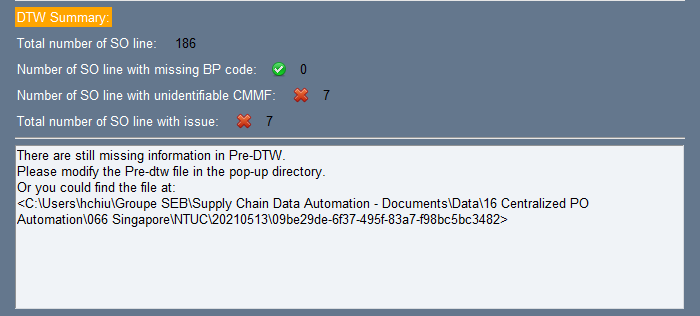 DTW Summary:
Total number of SO line: 186
Number of SO line with missing BP code: 0
Number of SO line with unidentifiable CMMF: 7
Total number of SO line with issue: 7
There are still missing information in Pre-DTW.
Please modify the Pre-dtw file in the pop-up directory.
Or you could find the file at:
<C:\Users\hchiu\Groupe SEB\Supply Chain Data Automation - Documents\Data\16 Centralized PO
Automation\066 Singapore\NTUC\20210513\09be29de-6f37-495f-83a7-f98bc5bc3482>